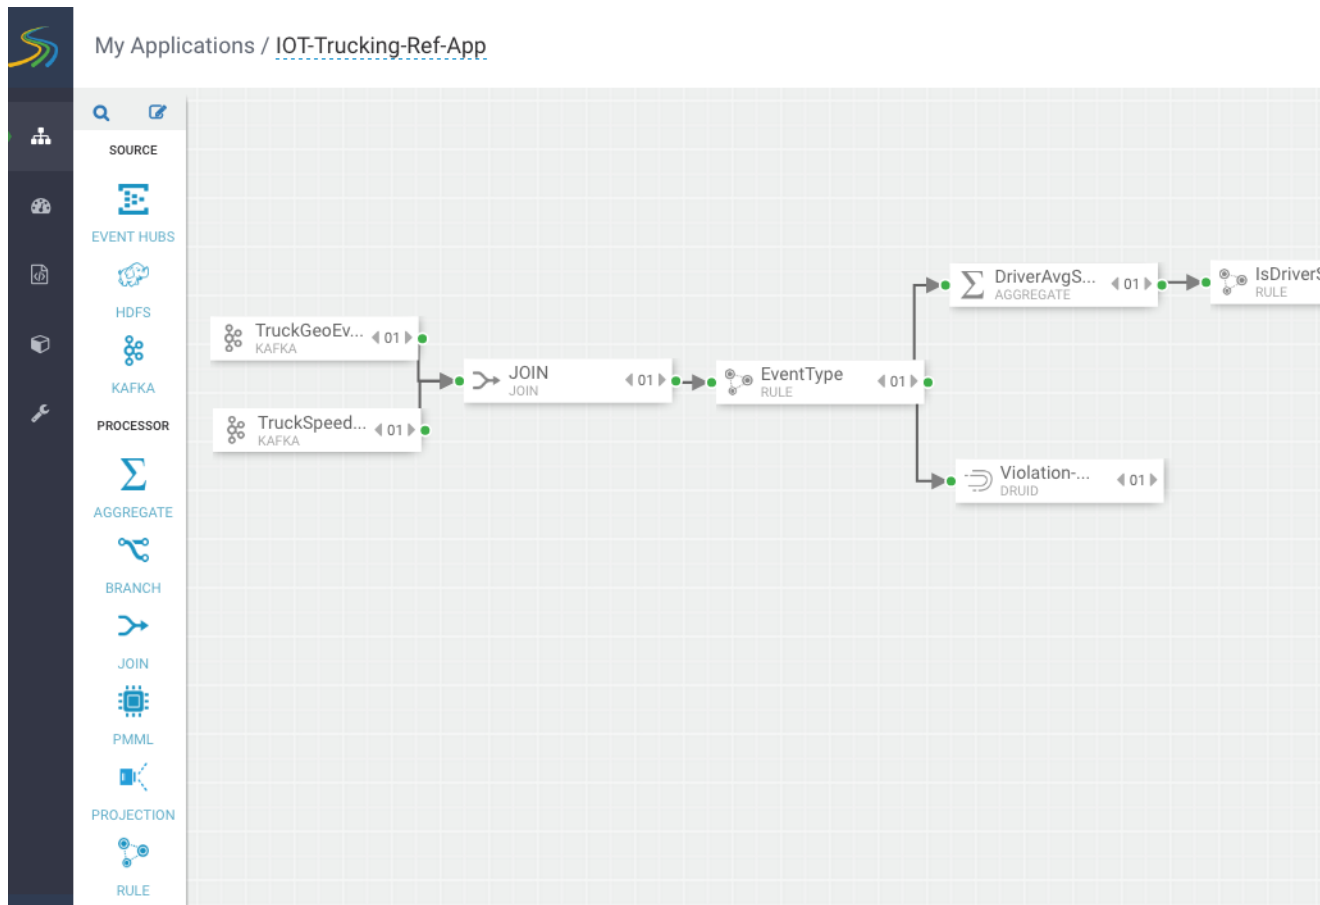 My Applications / IOT-Trucking-Ref-App
SOURCE
EVENT HUBS
HDFS
KAFKA
PROCESSOR
AGGREGATE
BRANCH
JOIN
PMML
PROJECTION
RULE
TruckGeoEv... 01
KAFKA
TruckSpeed... 01
KAFKA
JOIN 01
JOIN
EventType 01
RULE
DriverAvgS... 01
AGGREGATE
IsDriverS
RULE
Violation-... 01
DRUID